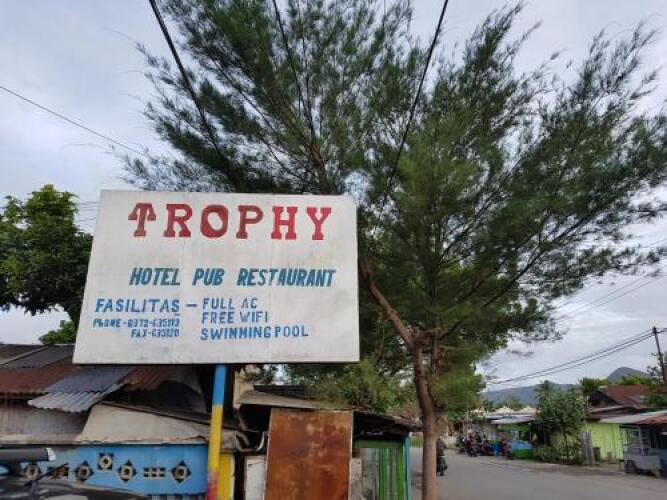 TROPHY
HOTEL PUB RESTAURANT
FASILITAS - FULL AC
PHONE-0372-635113 FREE WIFI
FAX-635120 SWIMMING POOL